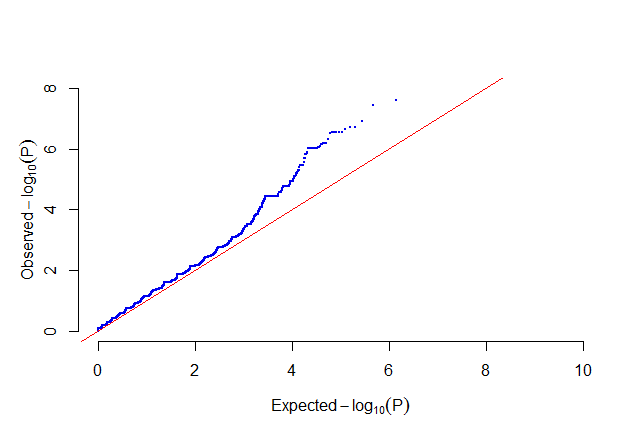 8
6
4
2
0
Observed – log₁₀(P)
0 2 4 6 8 10
Expected – log₁₀(P)